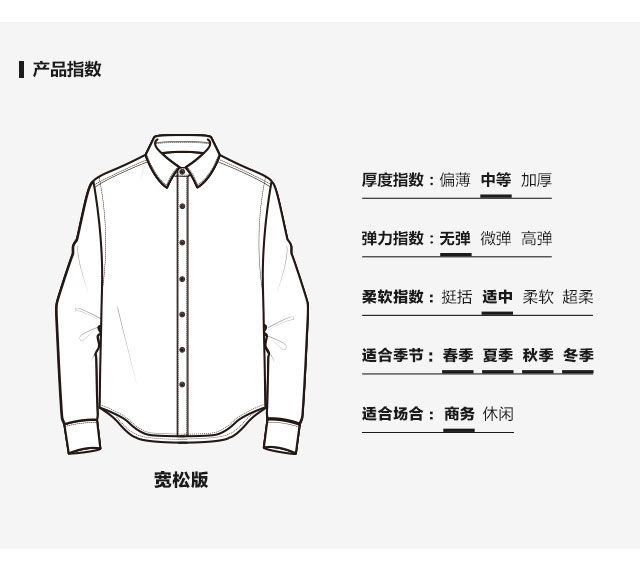 产品指数
厚度指数：偏薄 中等 加厚
弹力指数：无弹 微弹 高弹
柔软指数：挺括 适中 柔软 超柔
适合季节：春季 夏季 秋季 冬季
适合场合：商务 休闲
宽松版